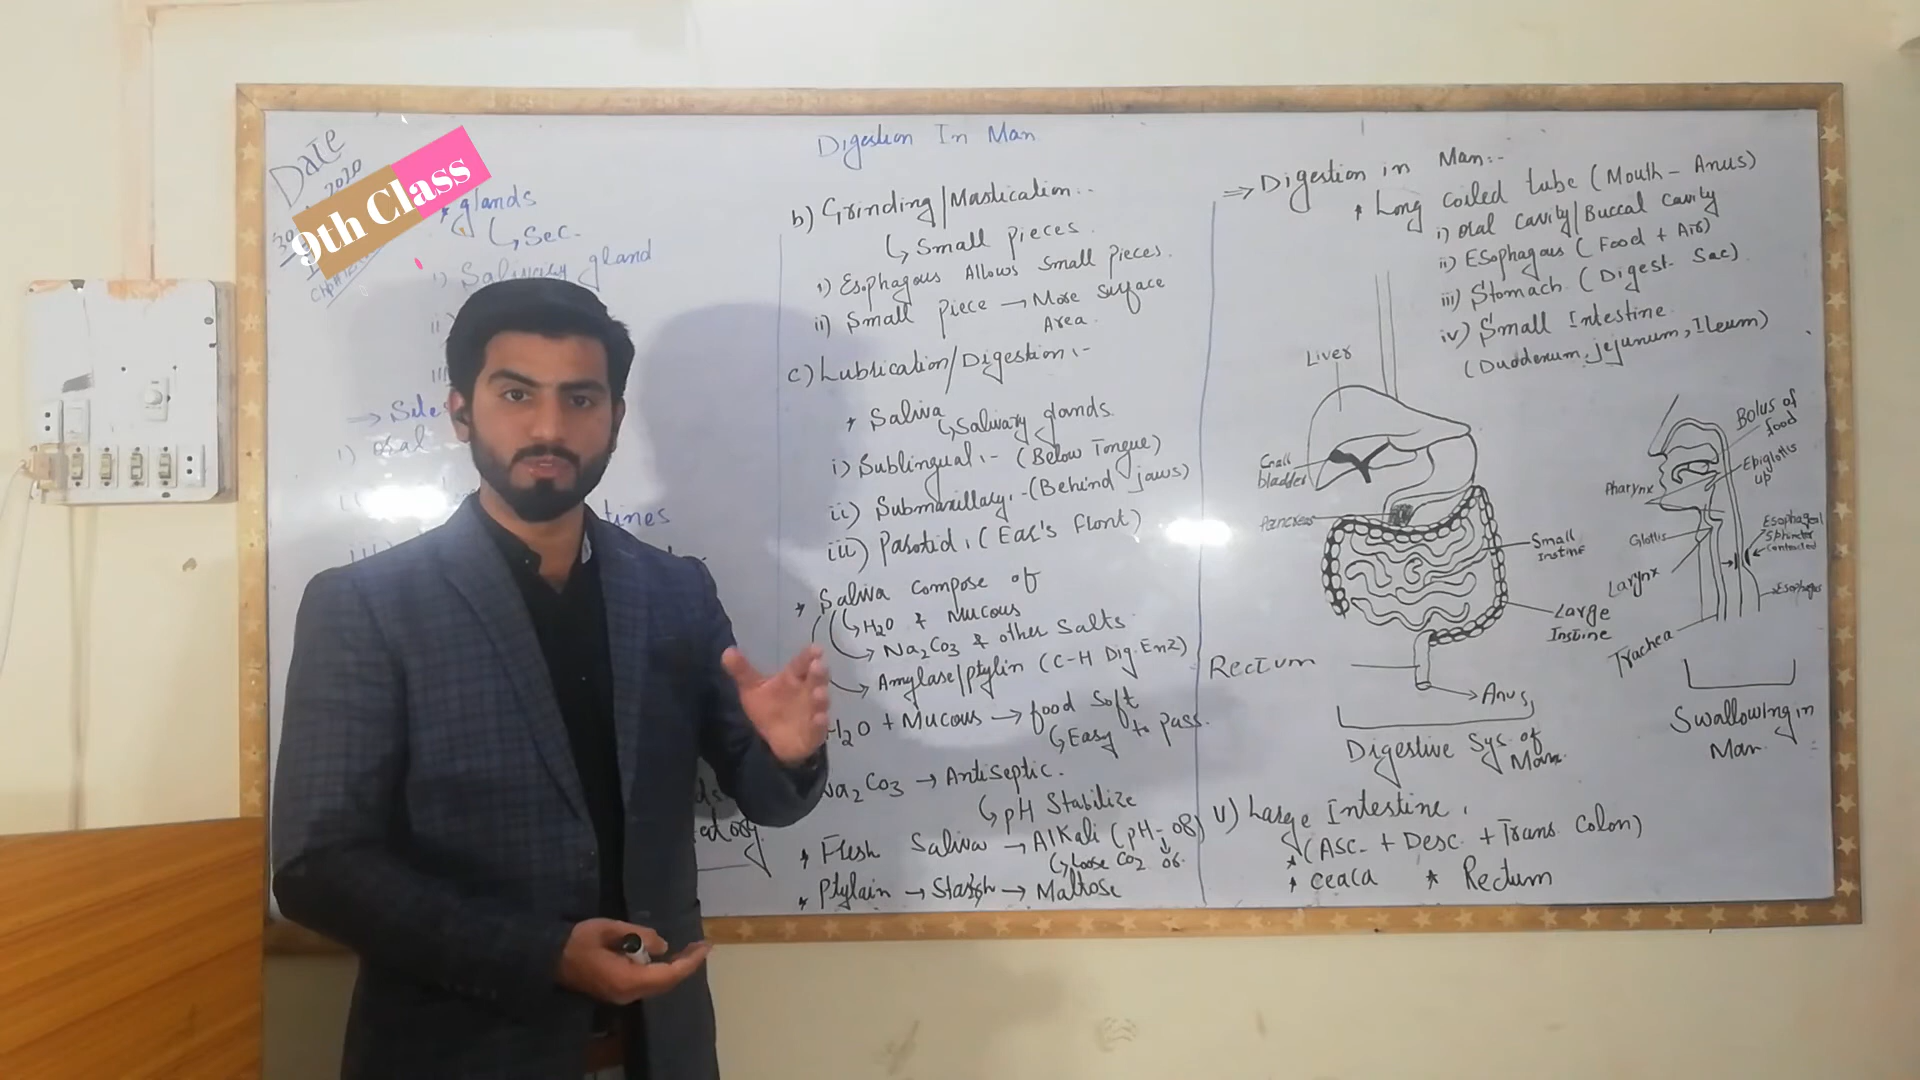 Date
2020
9th Class
* glands
Sec.
i) Salivary gland
ii)
iii
⇒ Sites
i) oral
tines
Digestion In Man
b) Grinding/Mastication:-
Small pieces.
i) Esophagous Allows Small pieces.
ii) Small piece → More surface
Area.
c) Lubrication/Digestion:-
* Saliva
Salivary glands.
i) Sublingual:- (Below Tongue)
ii) Submaxillary:- (Behind jaws)
iii) Parotid: (Ear's front)
* Saliva compose of
H2O & Mucous
Na2Co3 & other Salts
Amylase/ptylin (C-H Dig. Enz)
H2O + Mucous → food soft
Easy to pass.
Na2Co3 → Antiseptic.
pH Stabilize
* Fresh Saliva → Alkali (pH-08)
Loose Co2 06.
* Ptylain → Starch → Maltose
⇒ Digestion in Man:-
* Long coiled tube (Mouth - Anus)
i) Oral cavity/Buccal cavity
ii) ESophagous (Food + Air)
iii) Stomach. (Digest. Sac)
iv) Small Intestine
(Duodenum, jejunum, Ileum)
Liver
Gall
bladder
Pancreas
Small
Instine
Large
Instine
Rectum
Anus
Digestive Sys. of
Man.
Bolus of
food
Epiglottis
up
Pharynx
Glottis
Esophageal
Sphincter
Contracted
Larynx
Esophagus
Trachea
Swallowing in
Man.
v) Large Intestine.
* (Asc. + Desc. + Trans. Colon)
* ceaca * Rectum